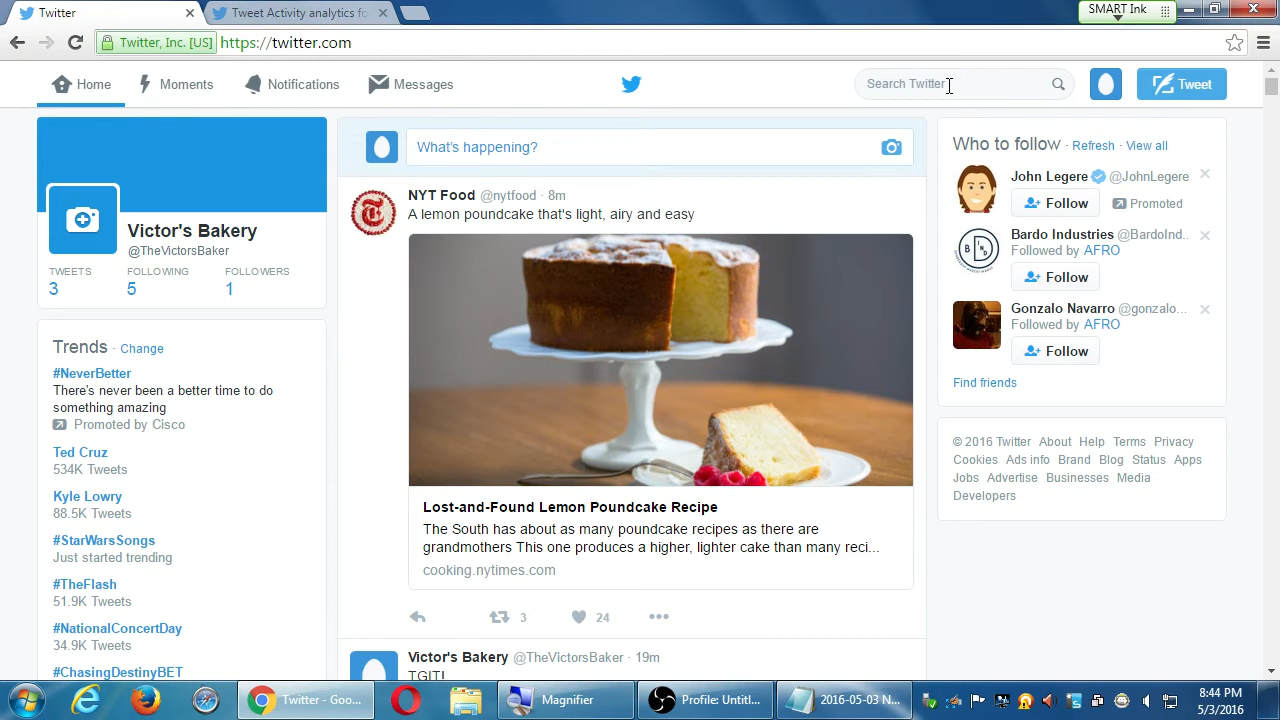 Twitter
Tweet Activity analytics fo
SMART Ink
Twitter, Inc. [US]
https://twitter.com
Home
Moments
Notifications
Messages
Search Twitter
Tweet
Victor's Bakery
@TheVictorsBakery
TWEETS
FOLLOWING
FOLLOWERS
3
5
1
Trends · Change
#NeverBetter
There's never been a better time to do
something amazing
Promoted by Cisco
Ted Cruz
534K Tweets
Kyle Lowry
88.5K Tweets
#StarWarsSongs
Just started trending
#TheFlash
51.9K Tweets
#NationalConcertDay
34.9K Tweets
#ChasingDestinyBET
What's happening?
NYT Food @nytfood · 8m
A lemon poundcake that's light, airy and easy
Lost-and-Found Lemon Poundcake Recipe
The South has about as many poundcake recipes as there are
grandmothers This one produces a higher, lighter cake than many reci...
cooking.nytimes.com
3
24
Victor's Bakery @TheVictorsBakery · 19m
TGIT!
Who to follow · Refresh · View all
John Legere @JohnLegere
Follow
Promoted
Bardo Industries @BardoInd..
Followed by AFRO
Follow
Gonzalo Navarro @gonzalo...
Followed by AFRO
Follow
Find friends
© 2016 Twitter About Help Terms Privacy
Cookies Ads info Brand Blog Status Apps
Jobs Advertise Businesses Media
Developers
Twitter - Goo...
Magnifier
Profile: Untitl...
2016-05-03 N...
8:44 PM
5/3/2016